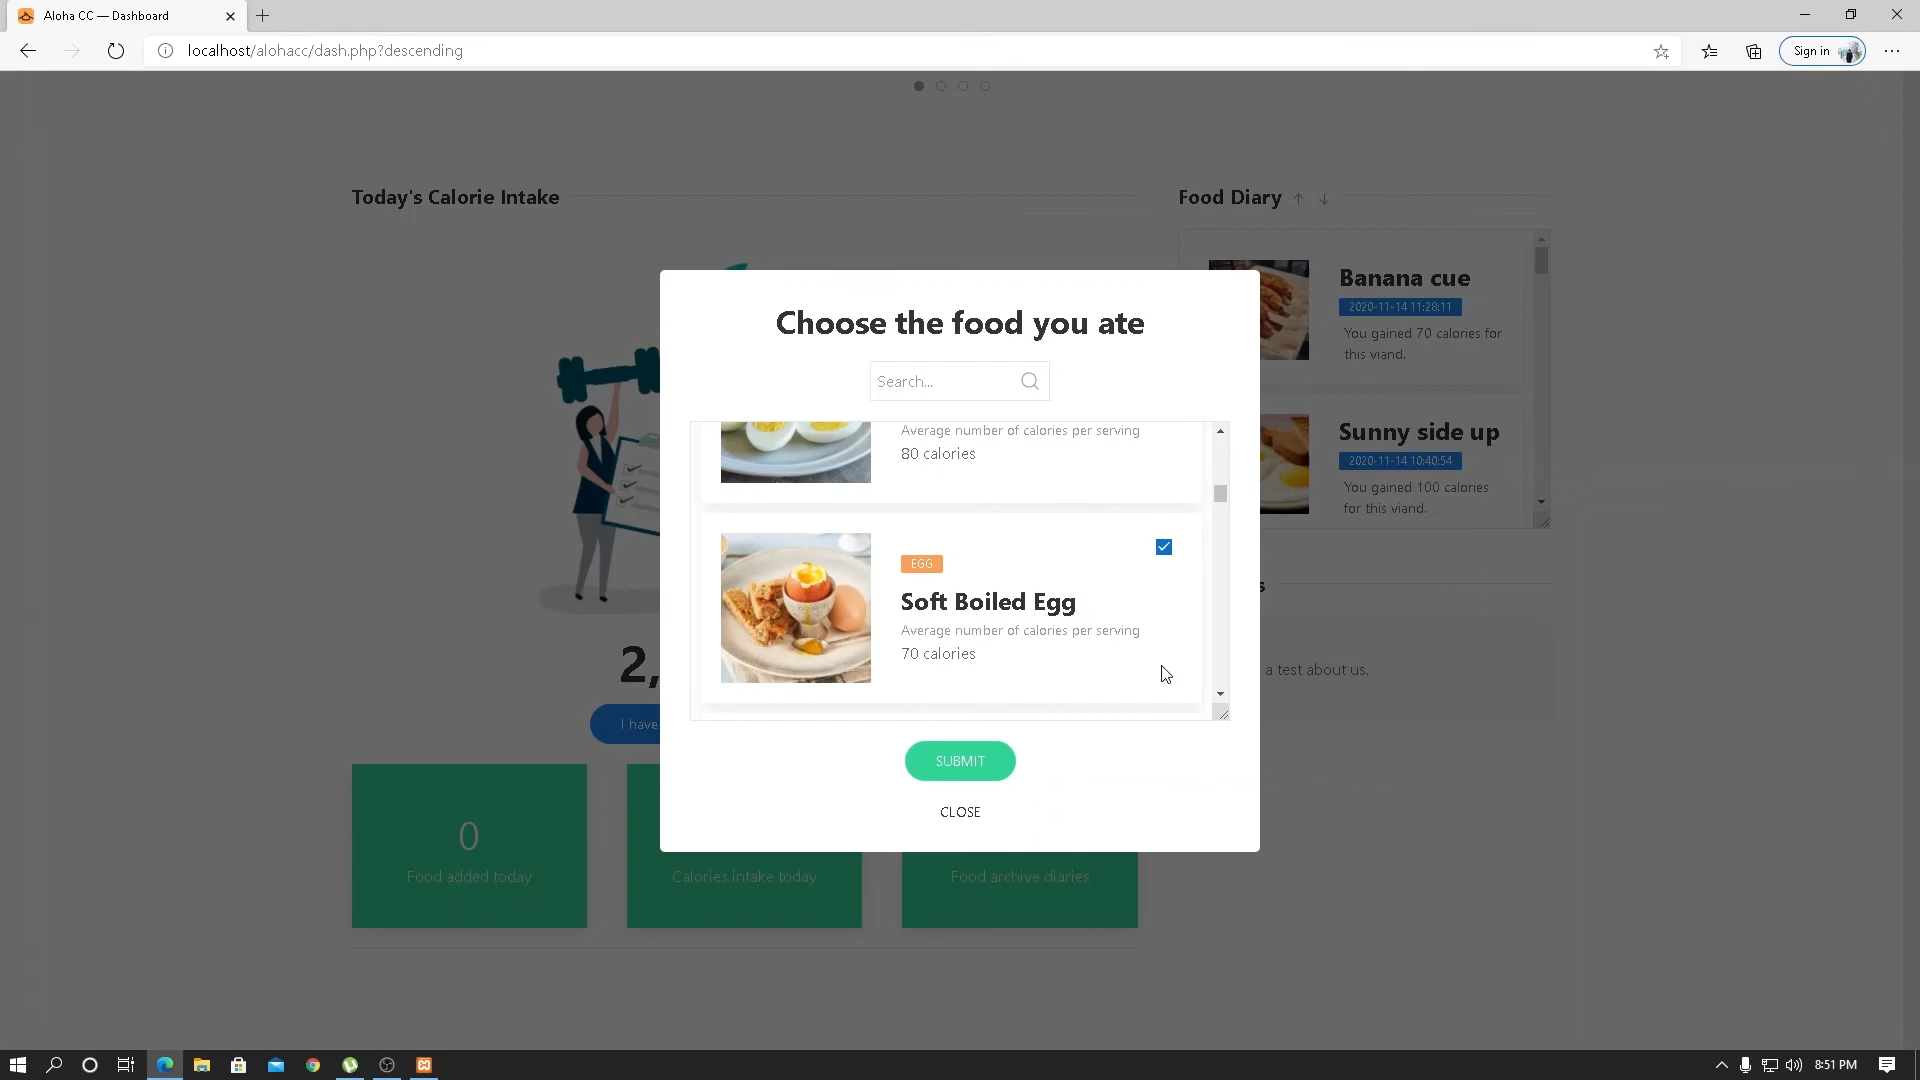 Aloha CC — Dashboard
localhost/alohacc/dash.php?descending
Sign in
Today's Calorie Intake
Food Diary
Banana cue
2020-11-14 11:28:11
You gained 70 calories for
this viand.
Sunny side up
2020-11-14 10:40:54
You gained 100 calories
for this viand.
Choose the food you ate
Search...
Average number of calories per serving
80 calories
EGG
Soft Boiled Egg
Average number of calories per serving
70 calories
SUBMIT
CLOSE
s
a test about us.
2,
I have
0
Food added today
Calories intake today
Food archive diaries
8:51 PM